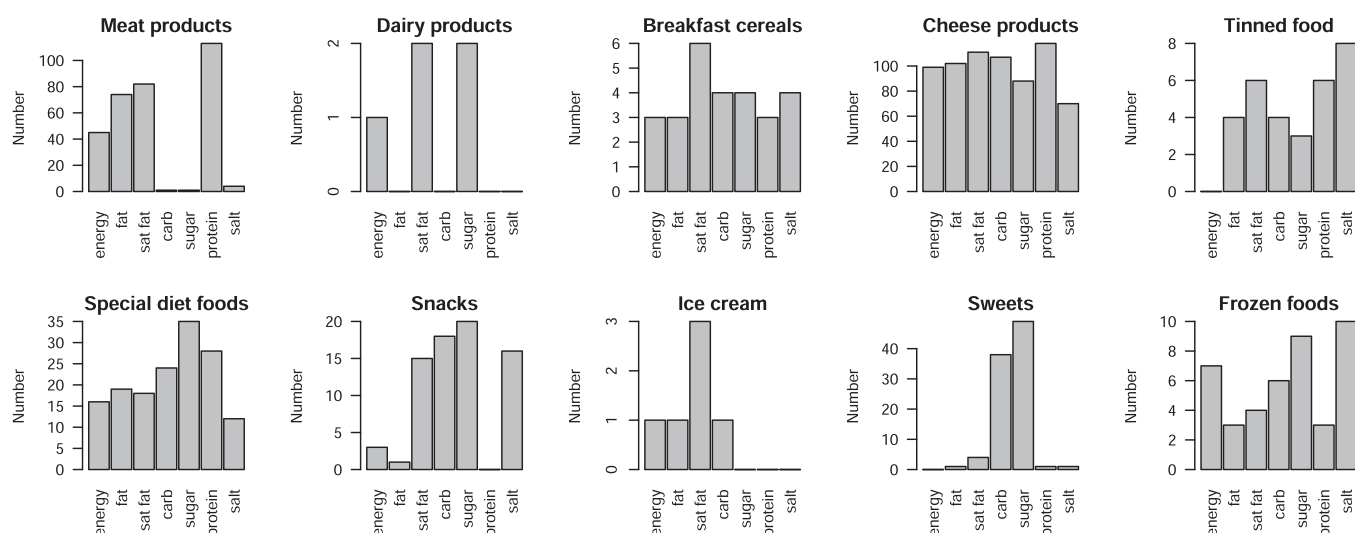 Meat products
Number
100
80
60
40
20
0
energy
fat
sat fat
carb
sugar
protein
salt
Dairy products
Number
2
1
0
energy
fat
sat fat
carb
sugar
protein
salt
Breakfast cereals
Number
6
5
4
3
2
1
0
energy
fat
sat fat
carb
sugar
protein
salt
Cheese products
Number
100
80
60
40
20
0
energy
fat
sat fat
carb
sugar
protein
salt
Tinned food
Number
8
6
4
2
0
energy
fat
sat fat
carb
sugar
protein
salt
Special diet foods
Number
35
30
25
20
15
10
5
0
energy
fat
sat fat
carb
sugar
protein
salt
Snacks
Number
20
15
10
5
0
energy
fat
sat fat
carb
sugar
protein
salt
Ice cream
Number
3
2
1
0
energy
fat
sat fat
carb
sugar
protein
salt
Sweets
Number
40
30
20
10
0
energy
fat
sat fat
carb
sugar
protein
salt
Frozen foods
Number
10
8
6
4
2
0
energy
fat
sat fat
carb
sugar
protein
salt